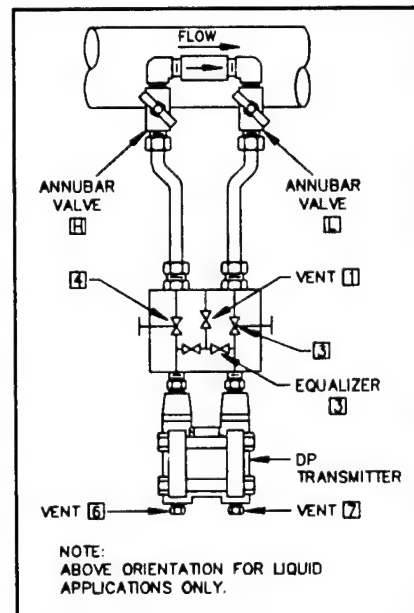 FLOW
ANNUBAR
VALVE
H
ANNUBAR
VALVE
L
4
VENT 1
3
EQUALIZER
3
DP
TRANSMITTER
VENT 6
VENT 7
NOTE:
ABOVE ORIENTATION FOR LIQUID
APPLICATIONS ONLY.